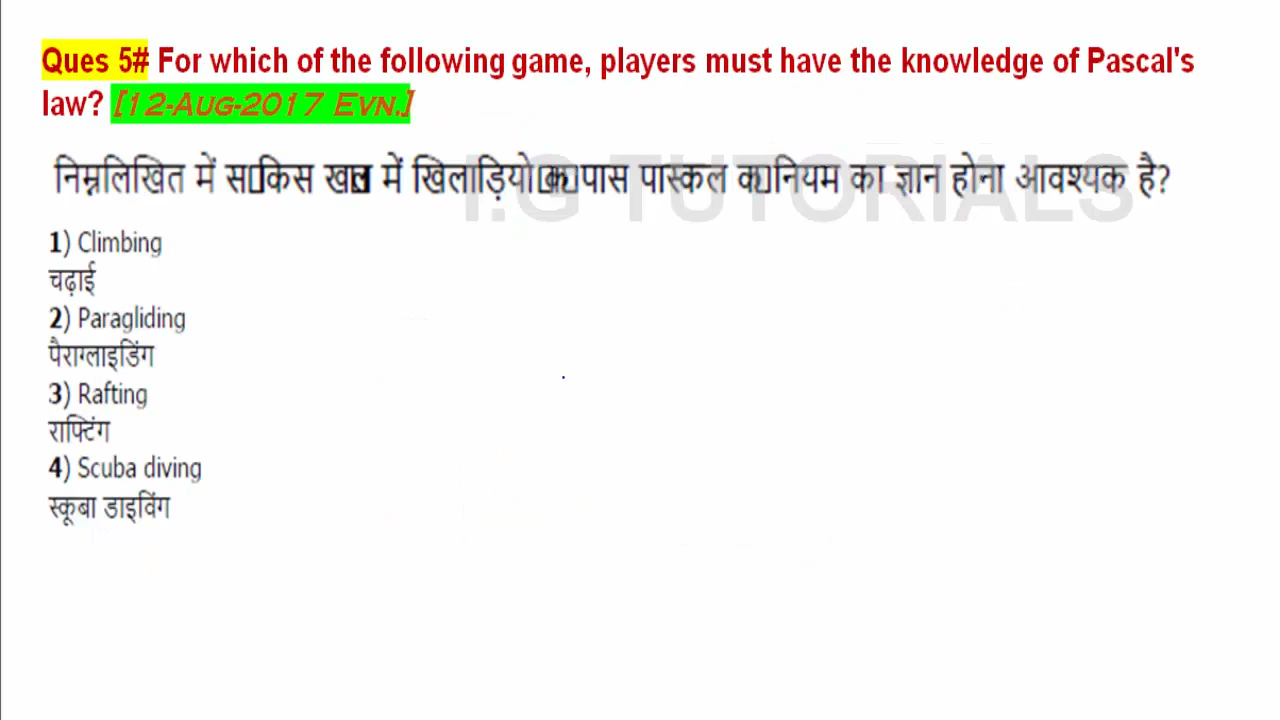 Ques 5# For which of the following game, players must have the knowledge of Pascal's
law? [12-Aug-2017 Evn.]
निम्नलिखित में किस में खिलाड़ियो पास पास्कल नियम का ज्ञान होना आवश्यक है?
I.G TUTORIALS
1) Climbing
चढ़ाई
2) Paragliding
पैराग्लाइडिंग
3) Rafting
राफ्टिंग
4) Scuba diving
स्कूबा डाइविंग